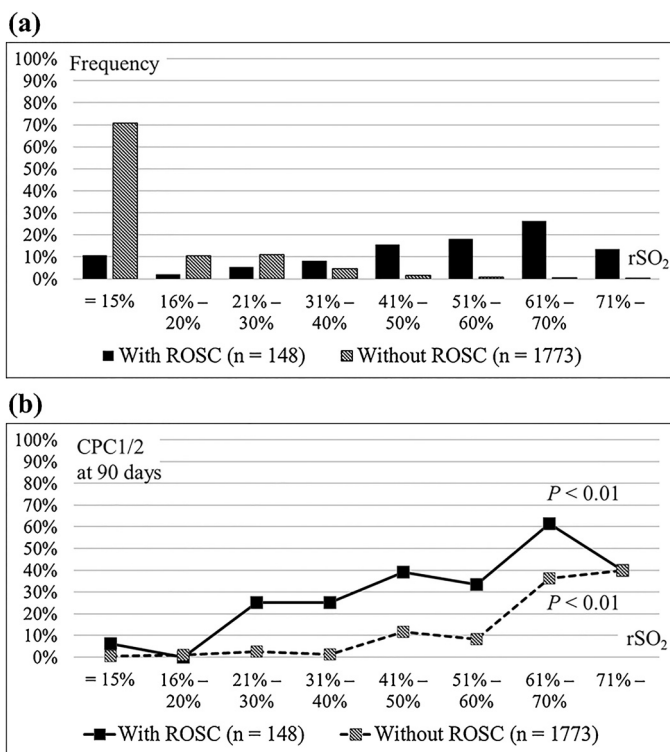 (a)
100%
Frequency
90%
80%
70%
60%
50%
40%
30%
20%
10%
rSO₂
0%
= 15% 16% – 21% – 31% – 41% – 51% – 61% – 71% –
20% 30% 40% 50% 60% 70%
With ROSC (n = 148) Without ROSC (n = 1773)
(b)
100%
CPC1/2
90%
at 90 days
80%
P < 0.01
70%
60%
50%
40%
30%
P < 0.01
20%
10%
rSO₂
0%
= 15% 16% – 21% – 31% – 41% – 51% – 61% – 71% –
20% 30% 40% 50% 60% 70%
With ROSC (n = 148) Without ROSC (n = 1773)